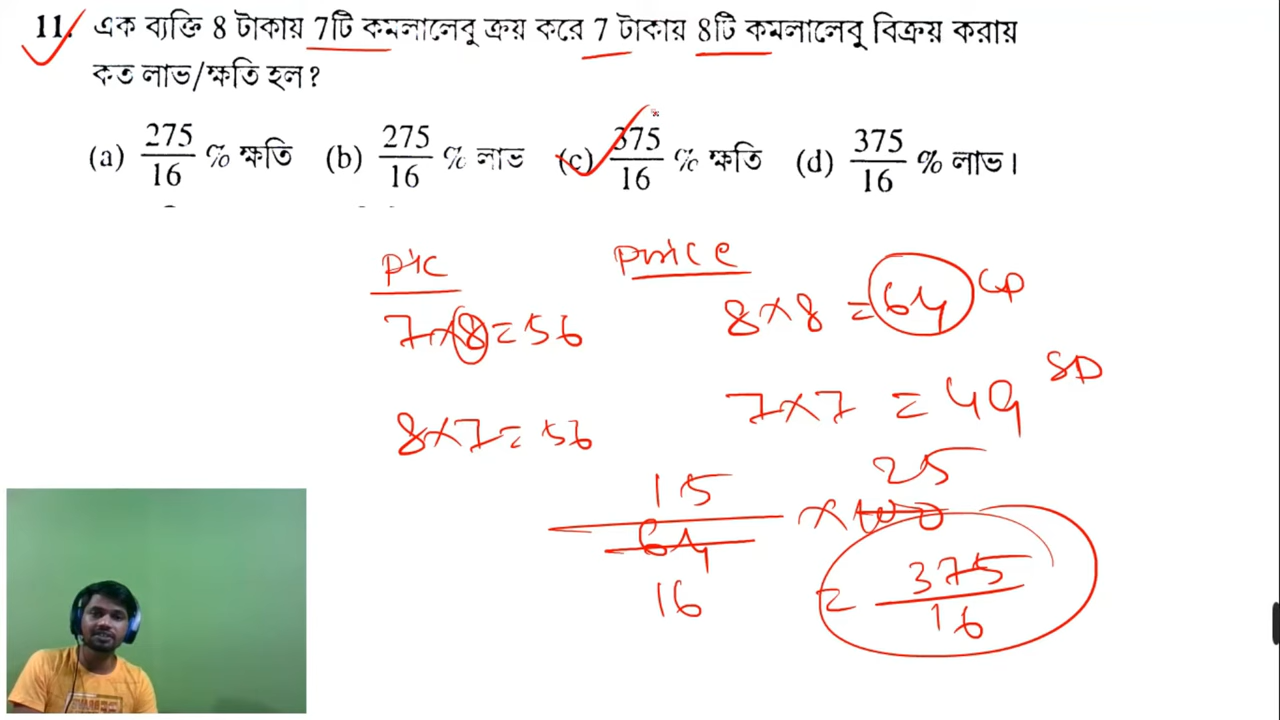 11. এক ব্যক্তি 8 টাকায় 7টি কমলালেবু ক্রয় করে 7 টাকায় 8টি কমলালেবু বিক্রয় করায়
কত লাভ/ক্ষতি হল?
(a) 275/16 % ক্ষতি (b) 275/16 % লাভ (c) 375/16 % ক্ষতি (d) 375/16 % লাভ।
Pic Price
7×8=56 8×8 =64 CP
8×7=56 7×7 =49 SP
15/64 ×100
16 25
= 375/16